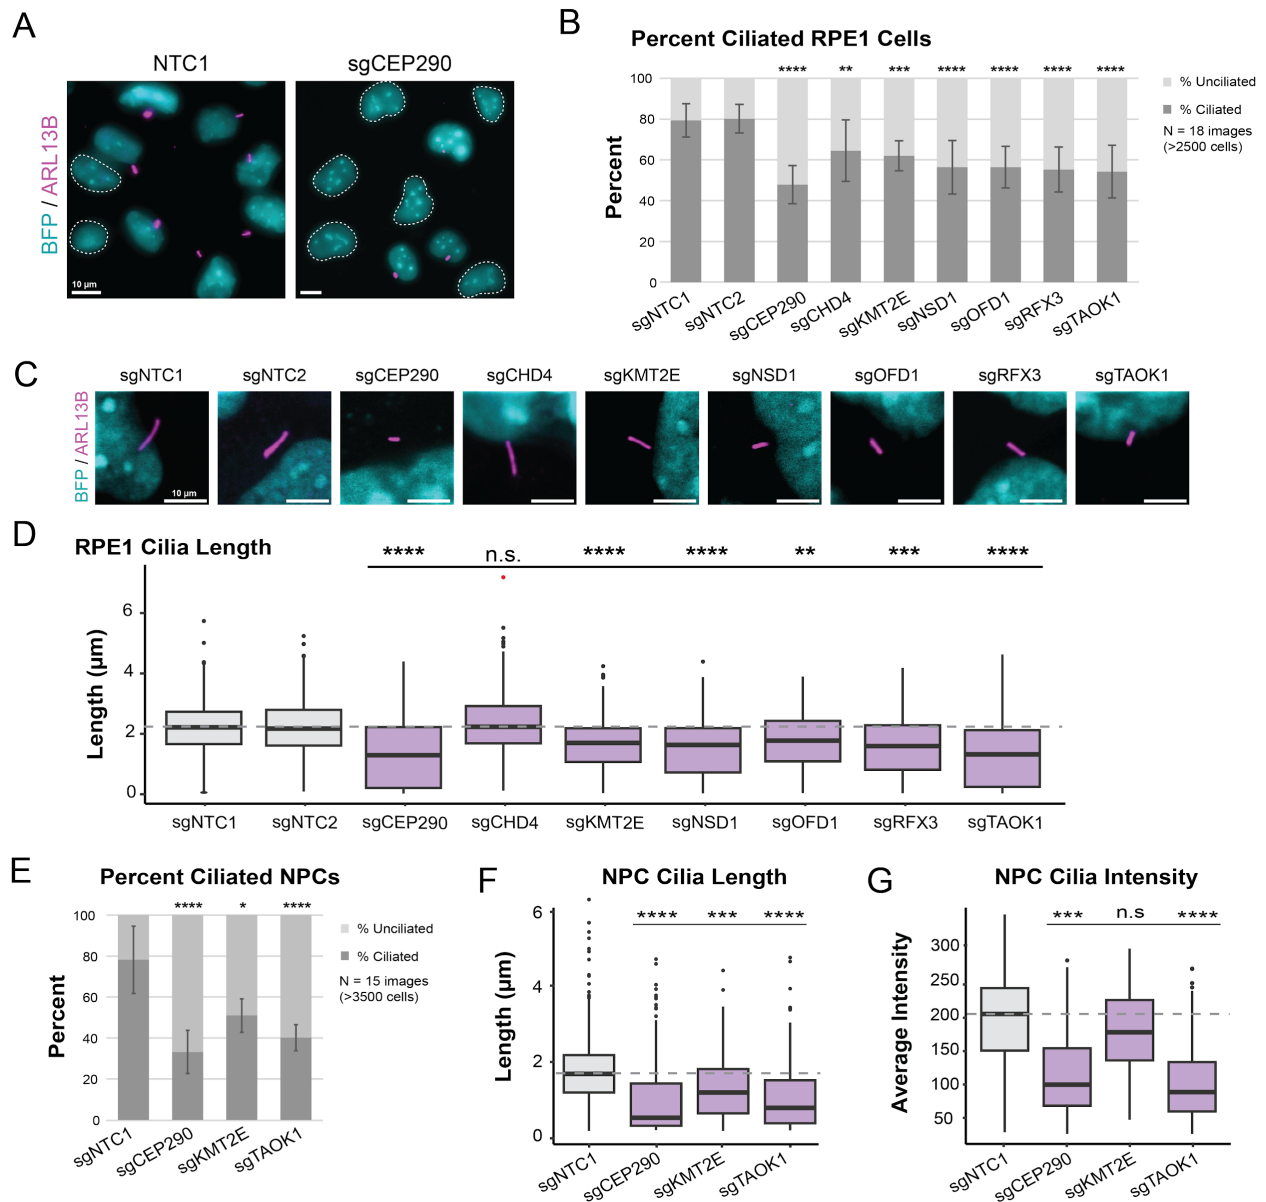 A
NTC1
sgCEP290
BFP / ARL13B
10 µm
B
Percent Ciliated RPE1 Cells
**** ** *** **** **** **** ****
Percent
100
80
60
40
20
0
% Unciliated
% Ciliated
N = 18 images
(>2500 cells)
sgNTC1 sgNTC2 sgCEP290 sgCHD4 sgKMT2E sgNSD1 sgOFD1 sgRFX3 sgTAOK1
C
sgNTC1 sgNTC2 sgCEP290 sgCHD4 sgKMT2E sgNSD1 sgOFD1 sgRFX3 sgTAOK1
BFP / ARL13B
10 µm
D
RPE1 Cilia Length
**** n.s. **** **** ** *** ****
Length (µm)
6
4
2
0
sgNTC1 sgNTC2 sgCEP290 sgCHD4 sgKMT2E sgNSD1 sgOFD1 sgRFX3 sgTAOK1
E
Percent Ciliated NPCs
**** * ****
Percent
100
80
60
40
20
0
% Unciliated
% Ciliated
N = 15 images
(>3500 cells)
sgNTC1 sgCEP290 sgKMT2E sgTAOK1
F
NPC Cilia Length
**** *** ****
Length (µm)
6
4
2
0
sgNTC1 sgCEP290 sgKMT2E sgTAOK1
G
NPC Cilia Intensity
*** n.s ****
Average Intensity
300
250
200
150
100
50
sgNTC1 sgCEP290 sgKMT2E sgTAOK1